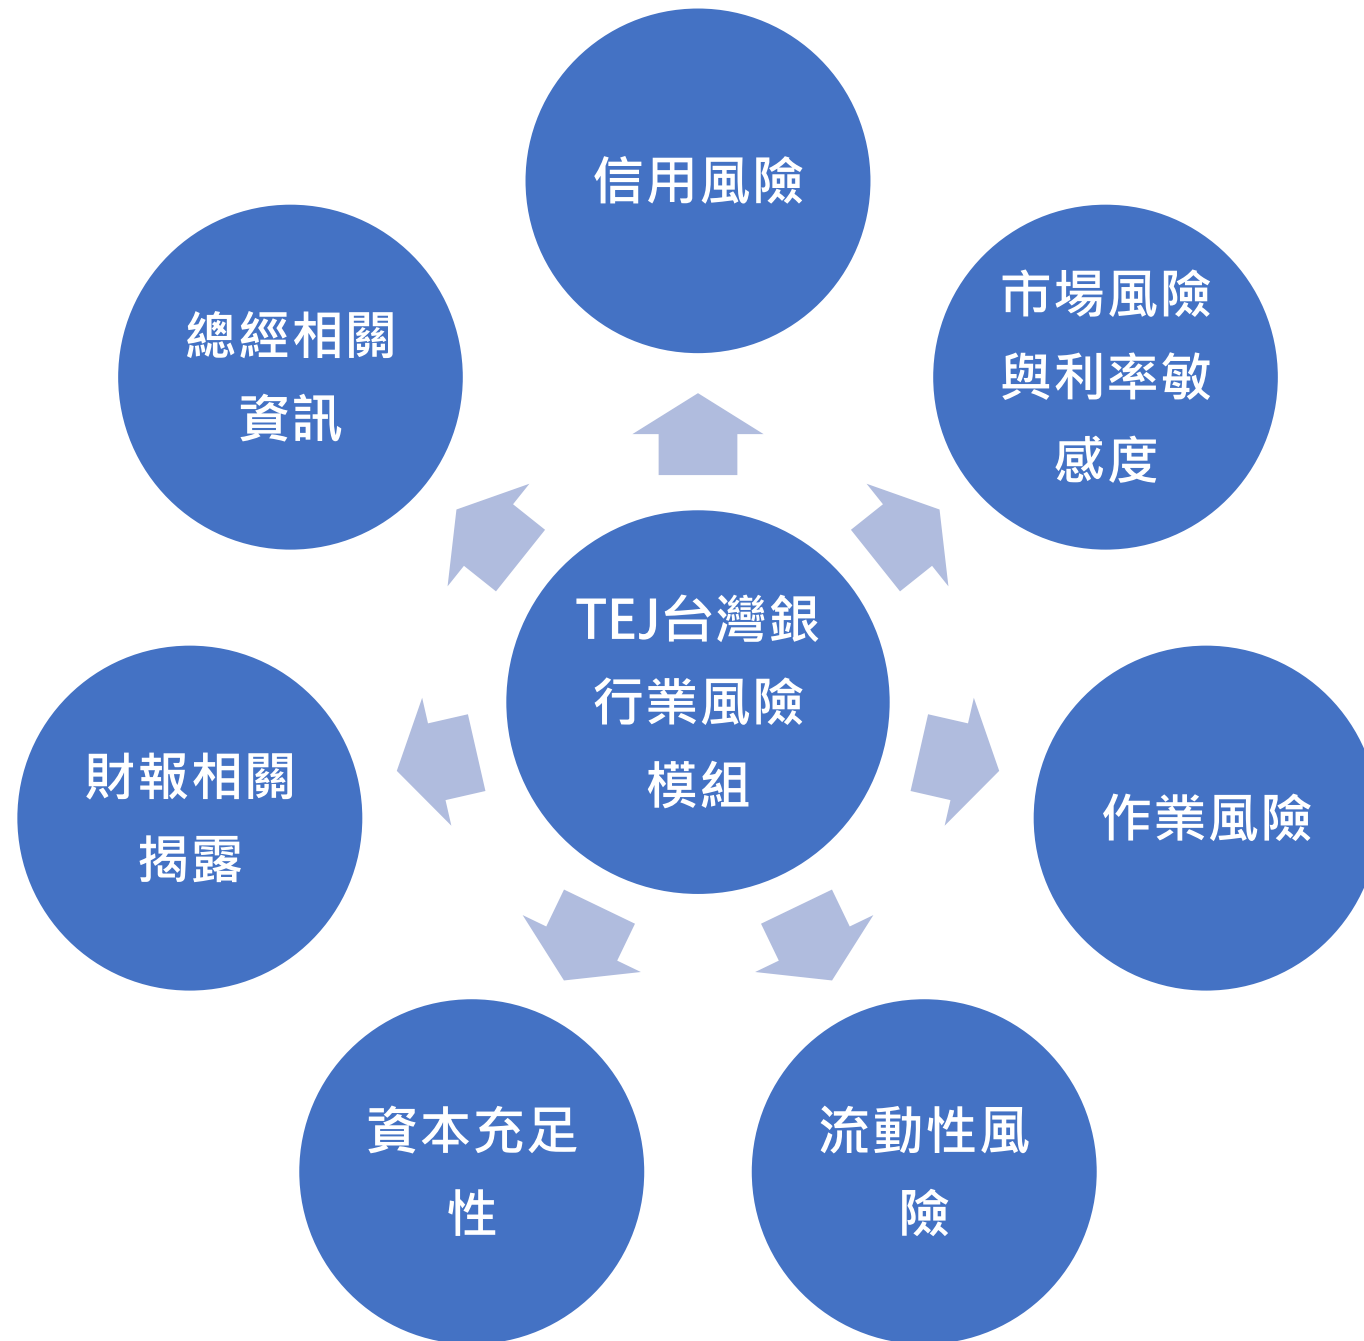 信用風險
市場風險
與利率敏
感度
作業風險
流動性風
險
資本充足
性
財報相關
揭露
總經相關
資訊
TEJ台灣銀
行業風險
模組